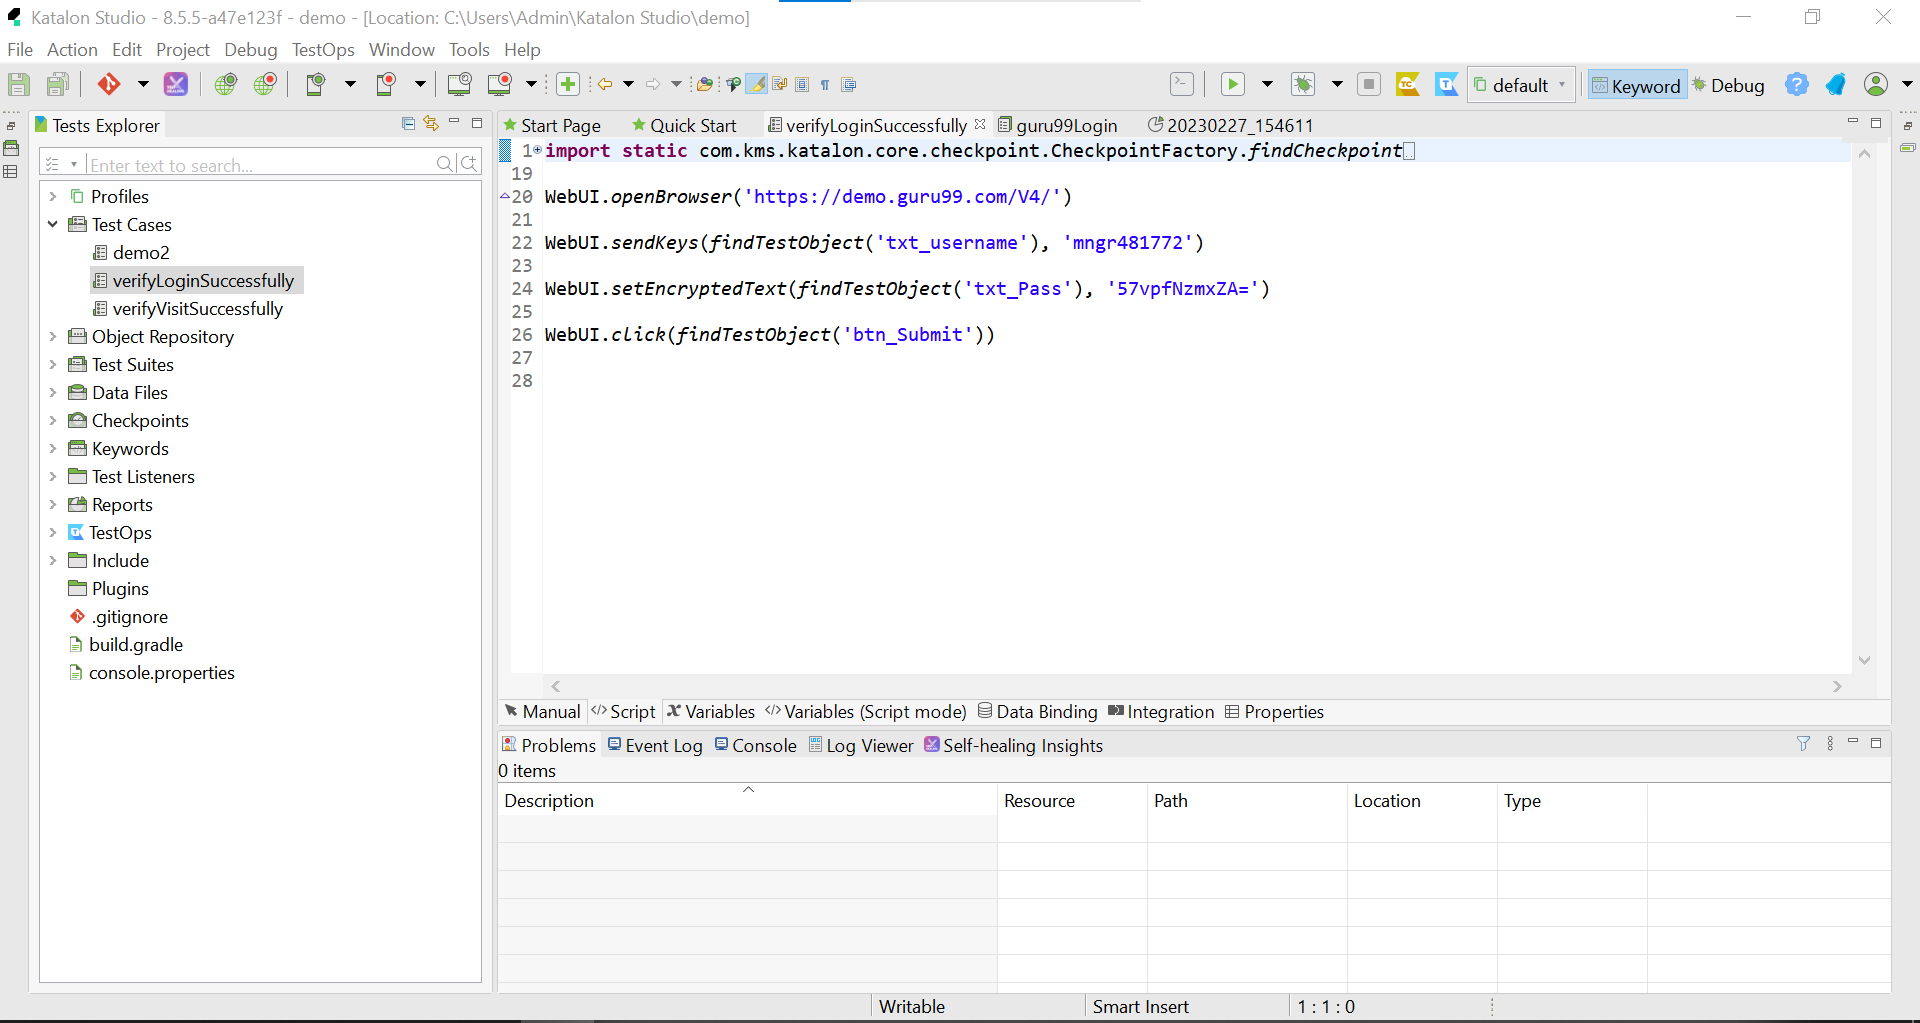 Katalon Studio - 8.5.5-a47e123f - demo - [Location: C:\Users\Admin\Katalon Studio\demo]
File Action Edit Project Debug TestOps Window Tools Help
default Keyword Debug
Tests Explorer
Enter text to search...
Profiles
Test Cases
demo2
verifyLoginSuccessfully
verifyVisitSuccessfully
Object Repository
Test Suites
Data Files
Checkpoints
Keywords
Test Listeners
Reports
TestOps
Include
Plugins
.gitignore
build.gradle
console.properties
Start Page Quick Start verifyLoginSuccessfully guru99Login 20230227_154611
1 import static com.kms.katalon.core.checkpoint.CheckpointFactory.findCheckpoint
19
20 WebUI.openBrowser('https://demo.guru99.com/V4/')
21
22 WebUI.sendKeys(findTestObject('txt_username'), 'mngr481772')
23
24 WebUI.setEncryptedText(findTestObject('txt_Pass'), '57vpfNzmxZA=')
25
26 WebUI.click(findTestObject('btn_Submit'))
27
28
Manual Script Variables Variables (Script mode) Data Binding Integration Properties
Problems Event Log Console Log Viewer Self-healing Insights
0 items
Description Resource Path Location Type
Writable Smart Insert 1 : 1 : 0